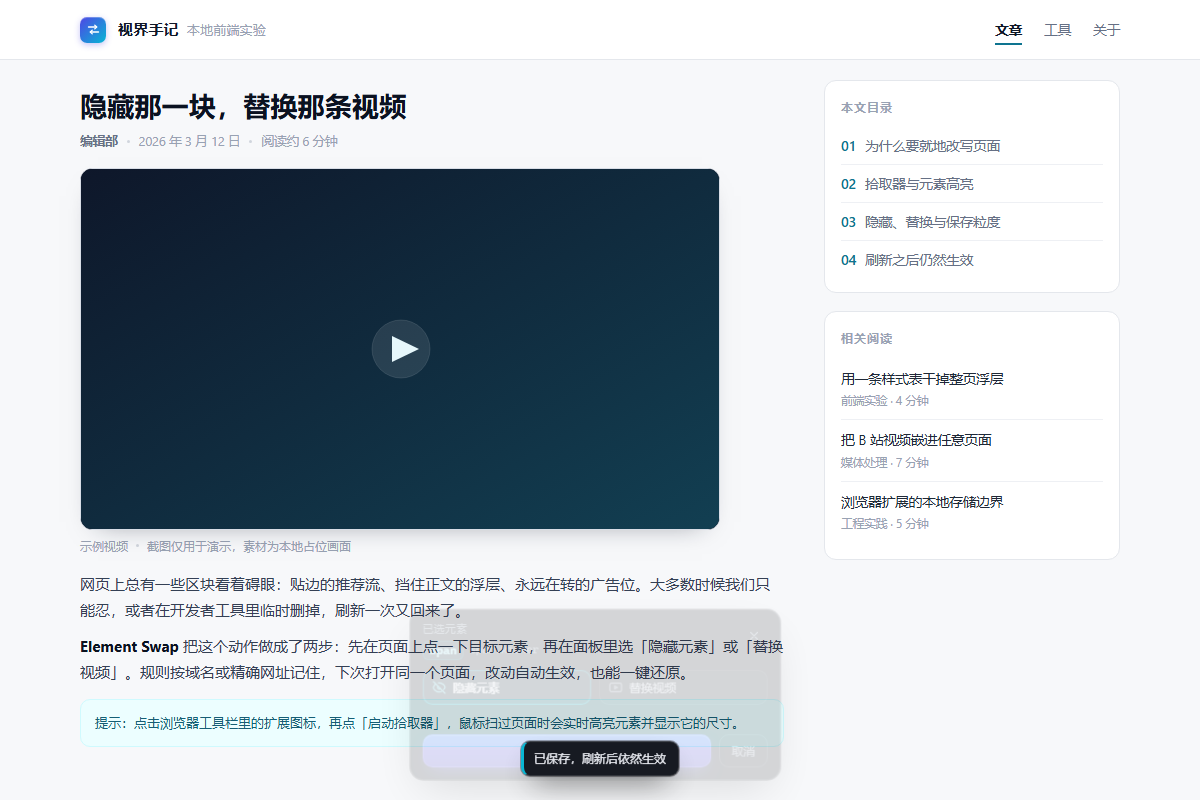 视界手记 本地前端实验
文章 工具 关于
隐藏那一块，替换那条视频
编辑部 • 2026 年 3 月 12 日 • 阅读约 6 分钟
示例视频 • 截图仅用于演示，素材为本地占位画面
网页上总有一些区块看着碍眼：贴边的推荐流、挡住正文的浮层、永远在转的广告位。大多数时候我们只
能忍，或者在开发者工具里临时删掉，刷新一次又回来了。
Element Swap 把这个动作做成了两步：先在页面上点一下目标元素，再在面板里选「隐藏元素」或「替换
视频」。规则按域名或精确网址记住，下次打开同一个页面，改动自动生效，也能一键还原。
提示：点击浏览器工具栏里的扩展图标，再点「启动拾取器」，鼠标扫过页面时会实时高亮元素并显示它的尺寸。
已选元素
隐藏元素
替换视频
取消
已保存，刷新后依然生效
本文目录
01 为什么要就地改写页面
02 拾取器与元素高亮
03 隐藏、替换与保存粒度
04 刷新之后仍然生效
相关阅读
用一条样式表干掉整页浮层
前端实验 · 4 分钟
把 B 站视频嵌进任意页面
媒体处理 · 7 分钟
浏览器扩展的本地存储边界
工程实践 · 5 分钟